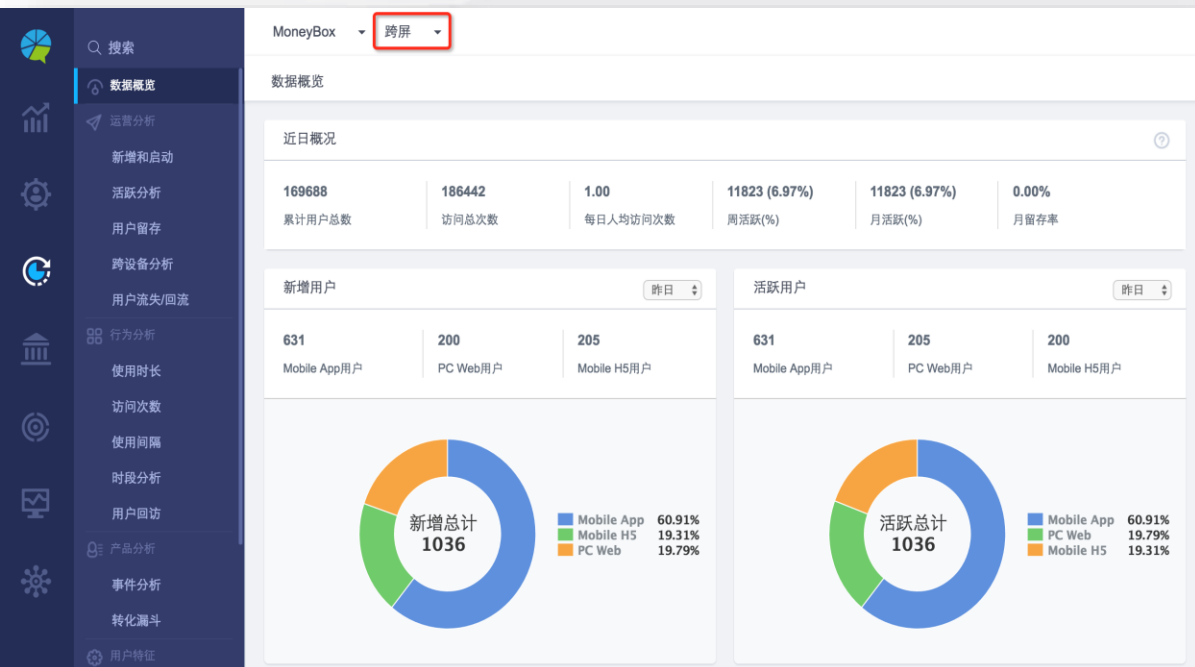 MoneyBox 跨屏
搜索
数据概览
运营分析
新增和启动
活跃分析
用户留存
跨设备分析
用户流失/回流
行为分析
使用时长
访问次数
使用间隔
时段分析
用户回访
产品分析
事件分析
转化漏斗
用户特征
数据概览
近日概况
169688 186442 1.00 11823 (6.97%) 11823 (6.97%) 0.00%
累计用户总数 访问总次数 每日人均访问次数 周活跃(%) 月活跃(%) 月留存率
新增用户 昨日
631 200 205
Mobile App用户 PC Web用户 Mobile H5用户
新增总计
1036
Mobile App 60.91%
Mobile H5 19.31%
PC Web 19.79%
活跃用户 昨日
631 205 200
Mobile App用户 PC Web用户 Mobile H5用户
活跃总计
1036
Mobile App 60.91%
PC Web 19.79%
Mobile H5 19.31%